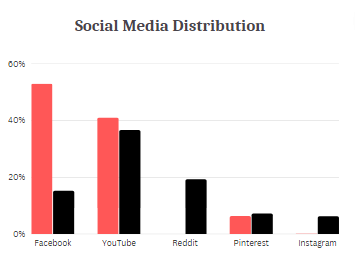 Social Media Distribution
60%
40%
20%
0%
Facebook YouTube Reddit Pinterest Instagram